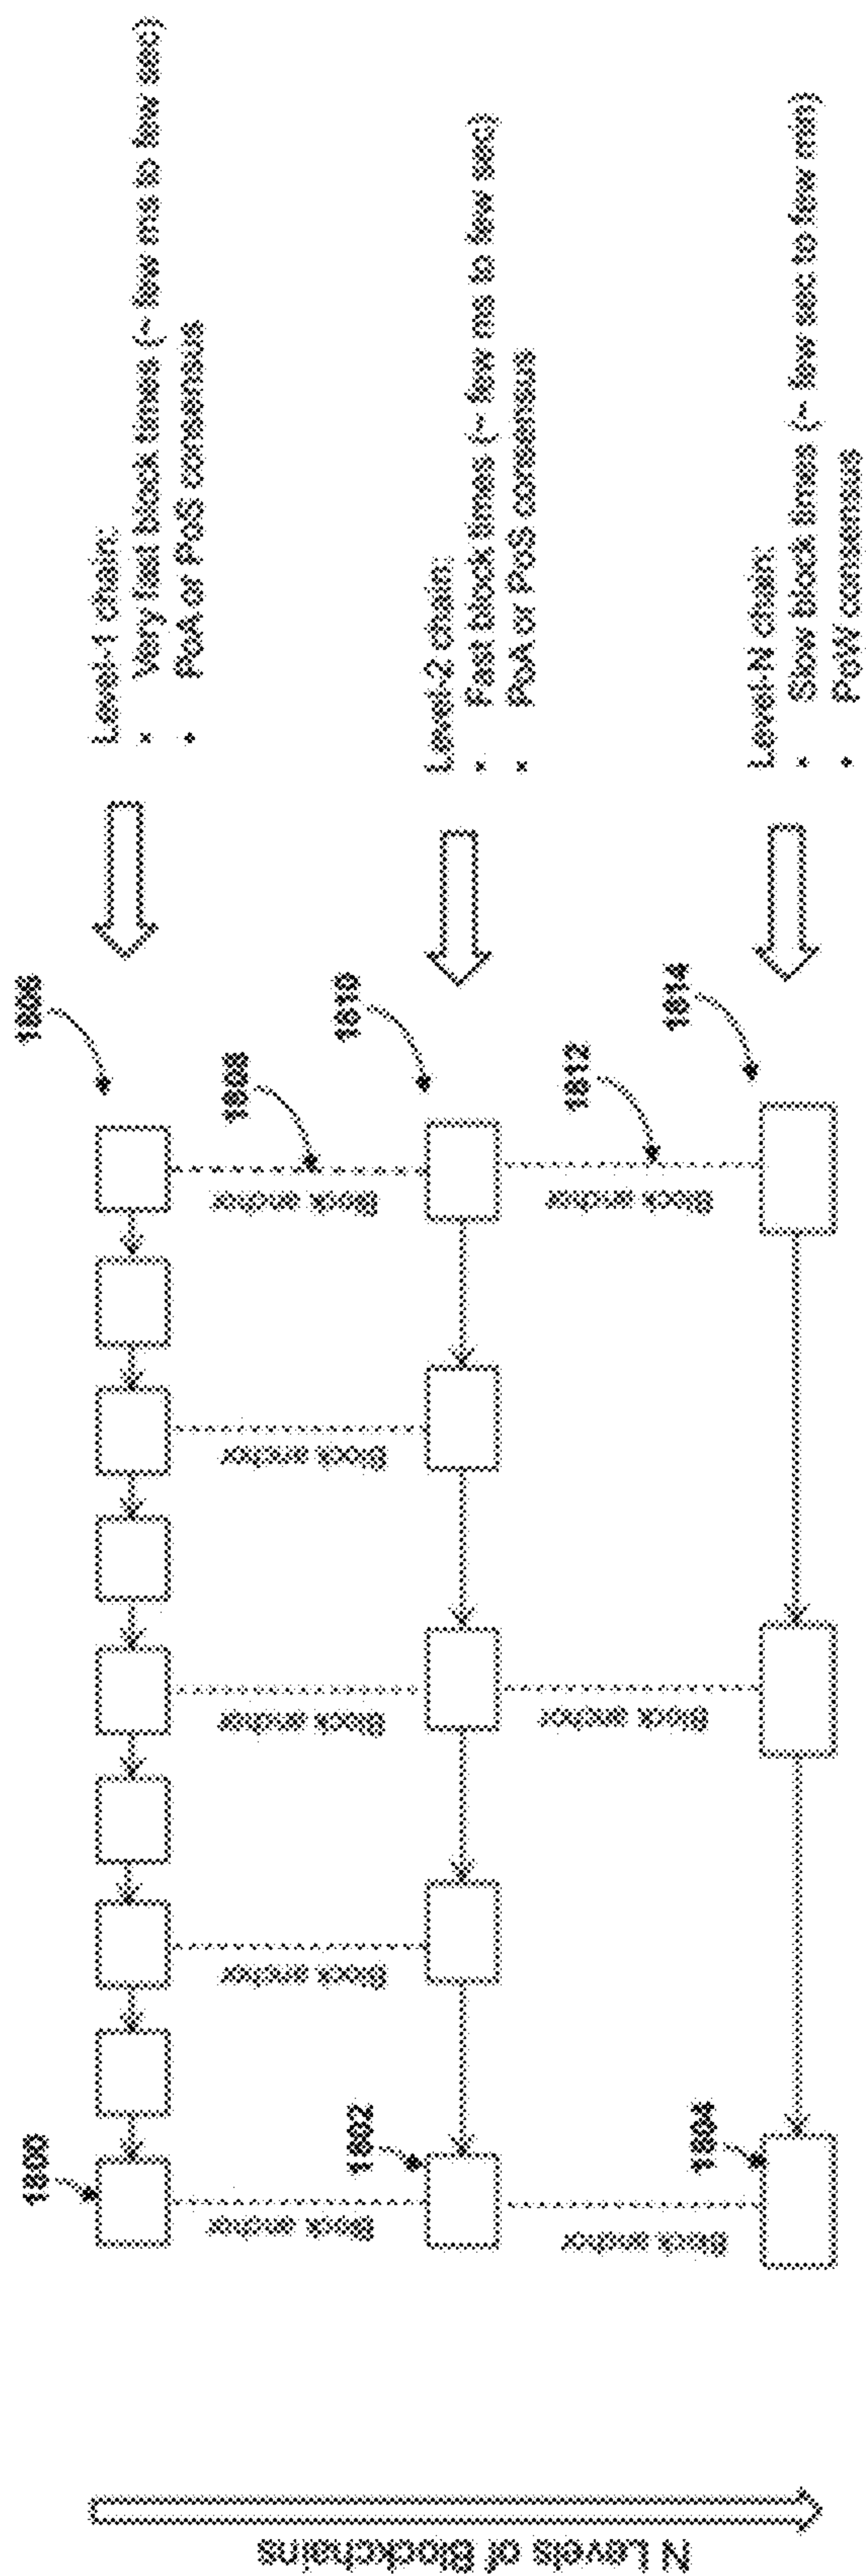 1806
Level-1 chain:
• Very fast block times (~ few ms to few sec)
• PoA or PoS consensus
1808
1810
Level-2 chain:
• Fast block times (~ few ms to few sec)
• PoA or PoS consensus
1812
1814
Level-N chain:
• Slow block times (~ few sec to few min)
• PoW consensus
Block anchor
Block anchor
Block anchor
Block anchor
Block anchor
Block anchor
Block anchor
Block anchor
1800
1802
1804
N Levels of Blockchains